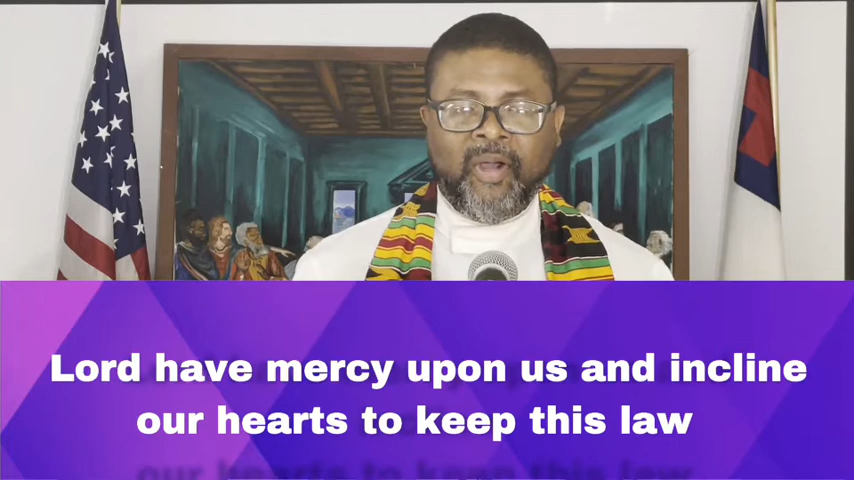 Lord have mercy upon us and incline
our hearts to keep this law